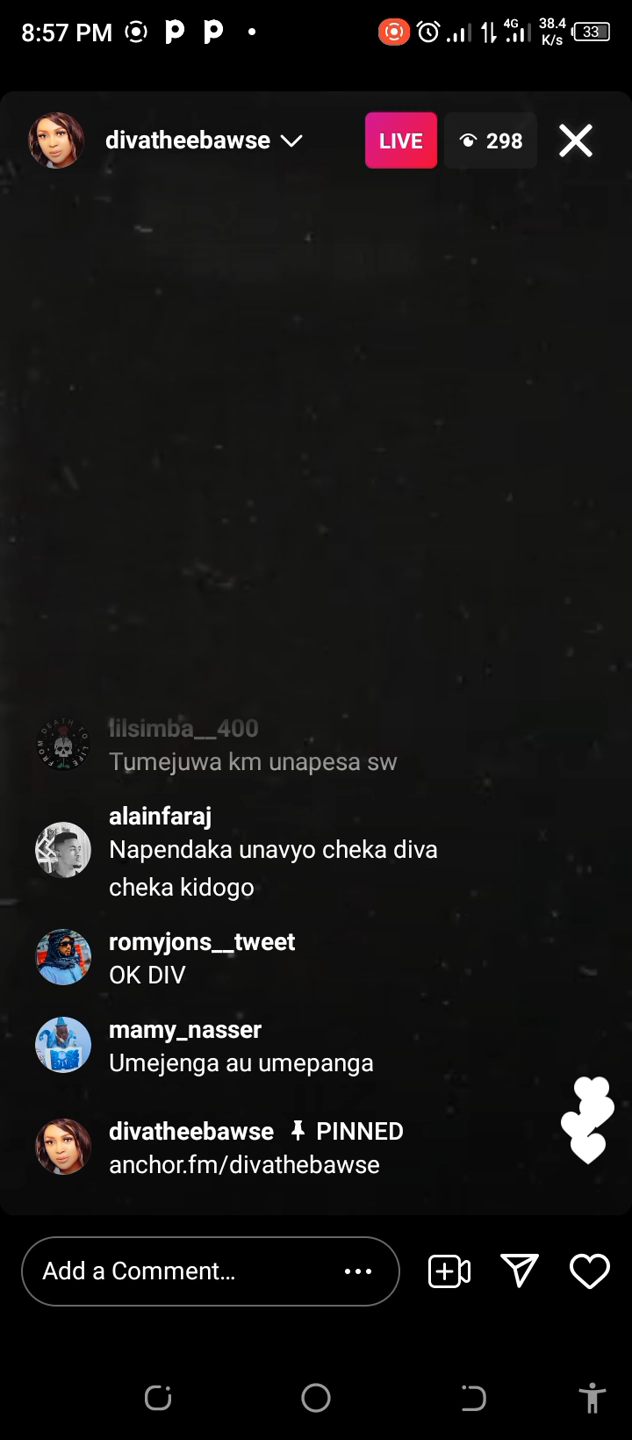 8:57 PM
4G
38.4
K/s
33
divatheebawse
LIVE
298
lilsimba__400
Tumejuwa km unapesa sw
alainfaraj
Napendaka unavyo cheka diva
cheka kidogo
romyjons__tweet
OK DIV
mamy_nasser
Umejenga au umepanga
divatheebawse PINNED
anchor.fm/divathebawse
Add a Comment...